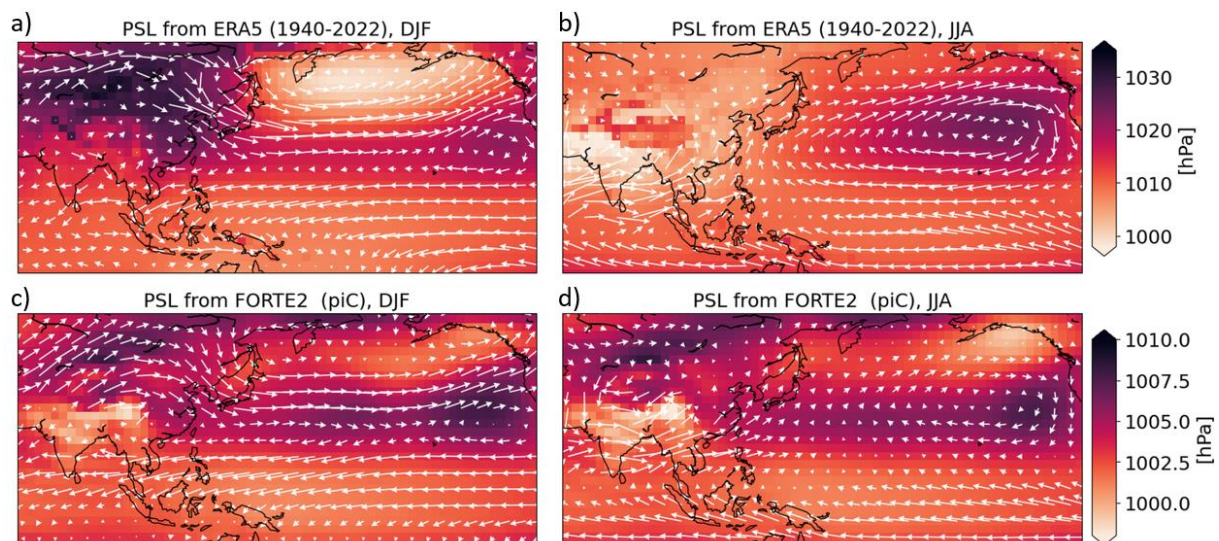 a)
PSL from ERA5 (1940-2022), DJF
b)
PSL from ERA5 (1940-2022), JJA
1030
1020
1010
1000
[hPa]
c)
PSL from FORTE2 (piC), DJF
d)
PSL from FORTE2 (piC), JJA
1010.0
1007.5
1005.0
1002.5
1000.0
[hPa]